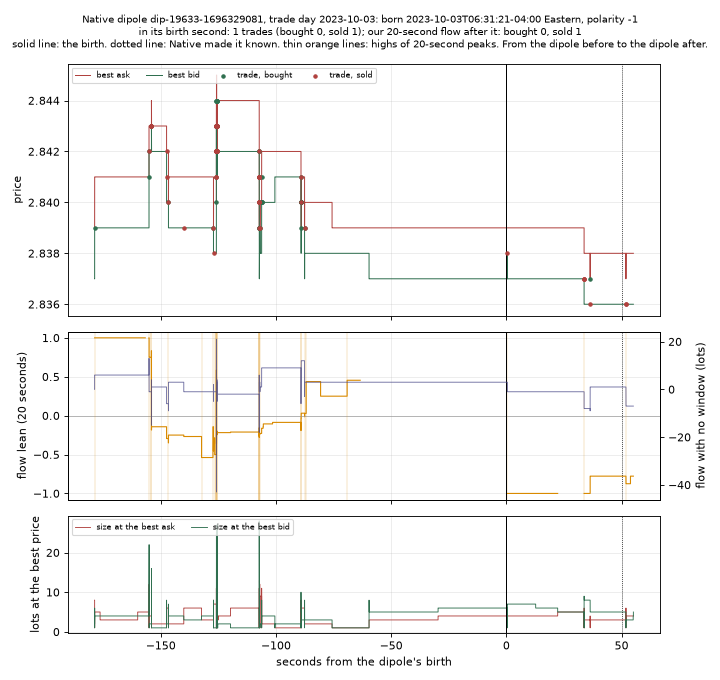 Native dipole dip-19633-1696329081, trade day 2023-10-03: born 2023-10-03T06:31:21-04:00 Eastern, polarity -1
in its birth second: 1 trades (bought 0, sold 1); our 20-second flow after it: bought 0, sold 1
solid line: the birth. dotted line: Native made it known. thin orange lines: highs of 20-second peaks. From the dipole before to the dipole after.
best ask
best bid
trade, bought
trade, sold
2.844
2.842
2.840
2.838
2.836
price
1.0
0.5
0.0
−0.5
−1.0
flow lean (20 seconds)
20
0
−20
−40
flow with no window (lots)
size at the best ask
size at the best bid
20
10
0
lots at the best price
−150
−100
−50
0
50
seconds from the dipole's birth